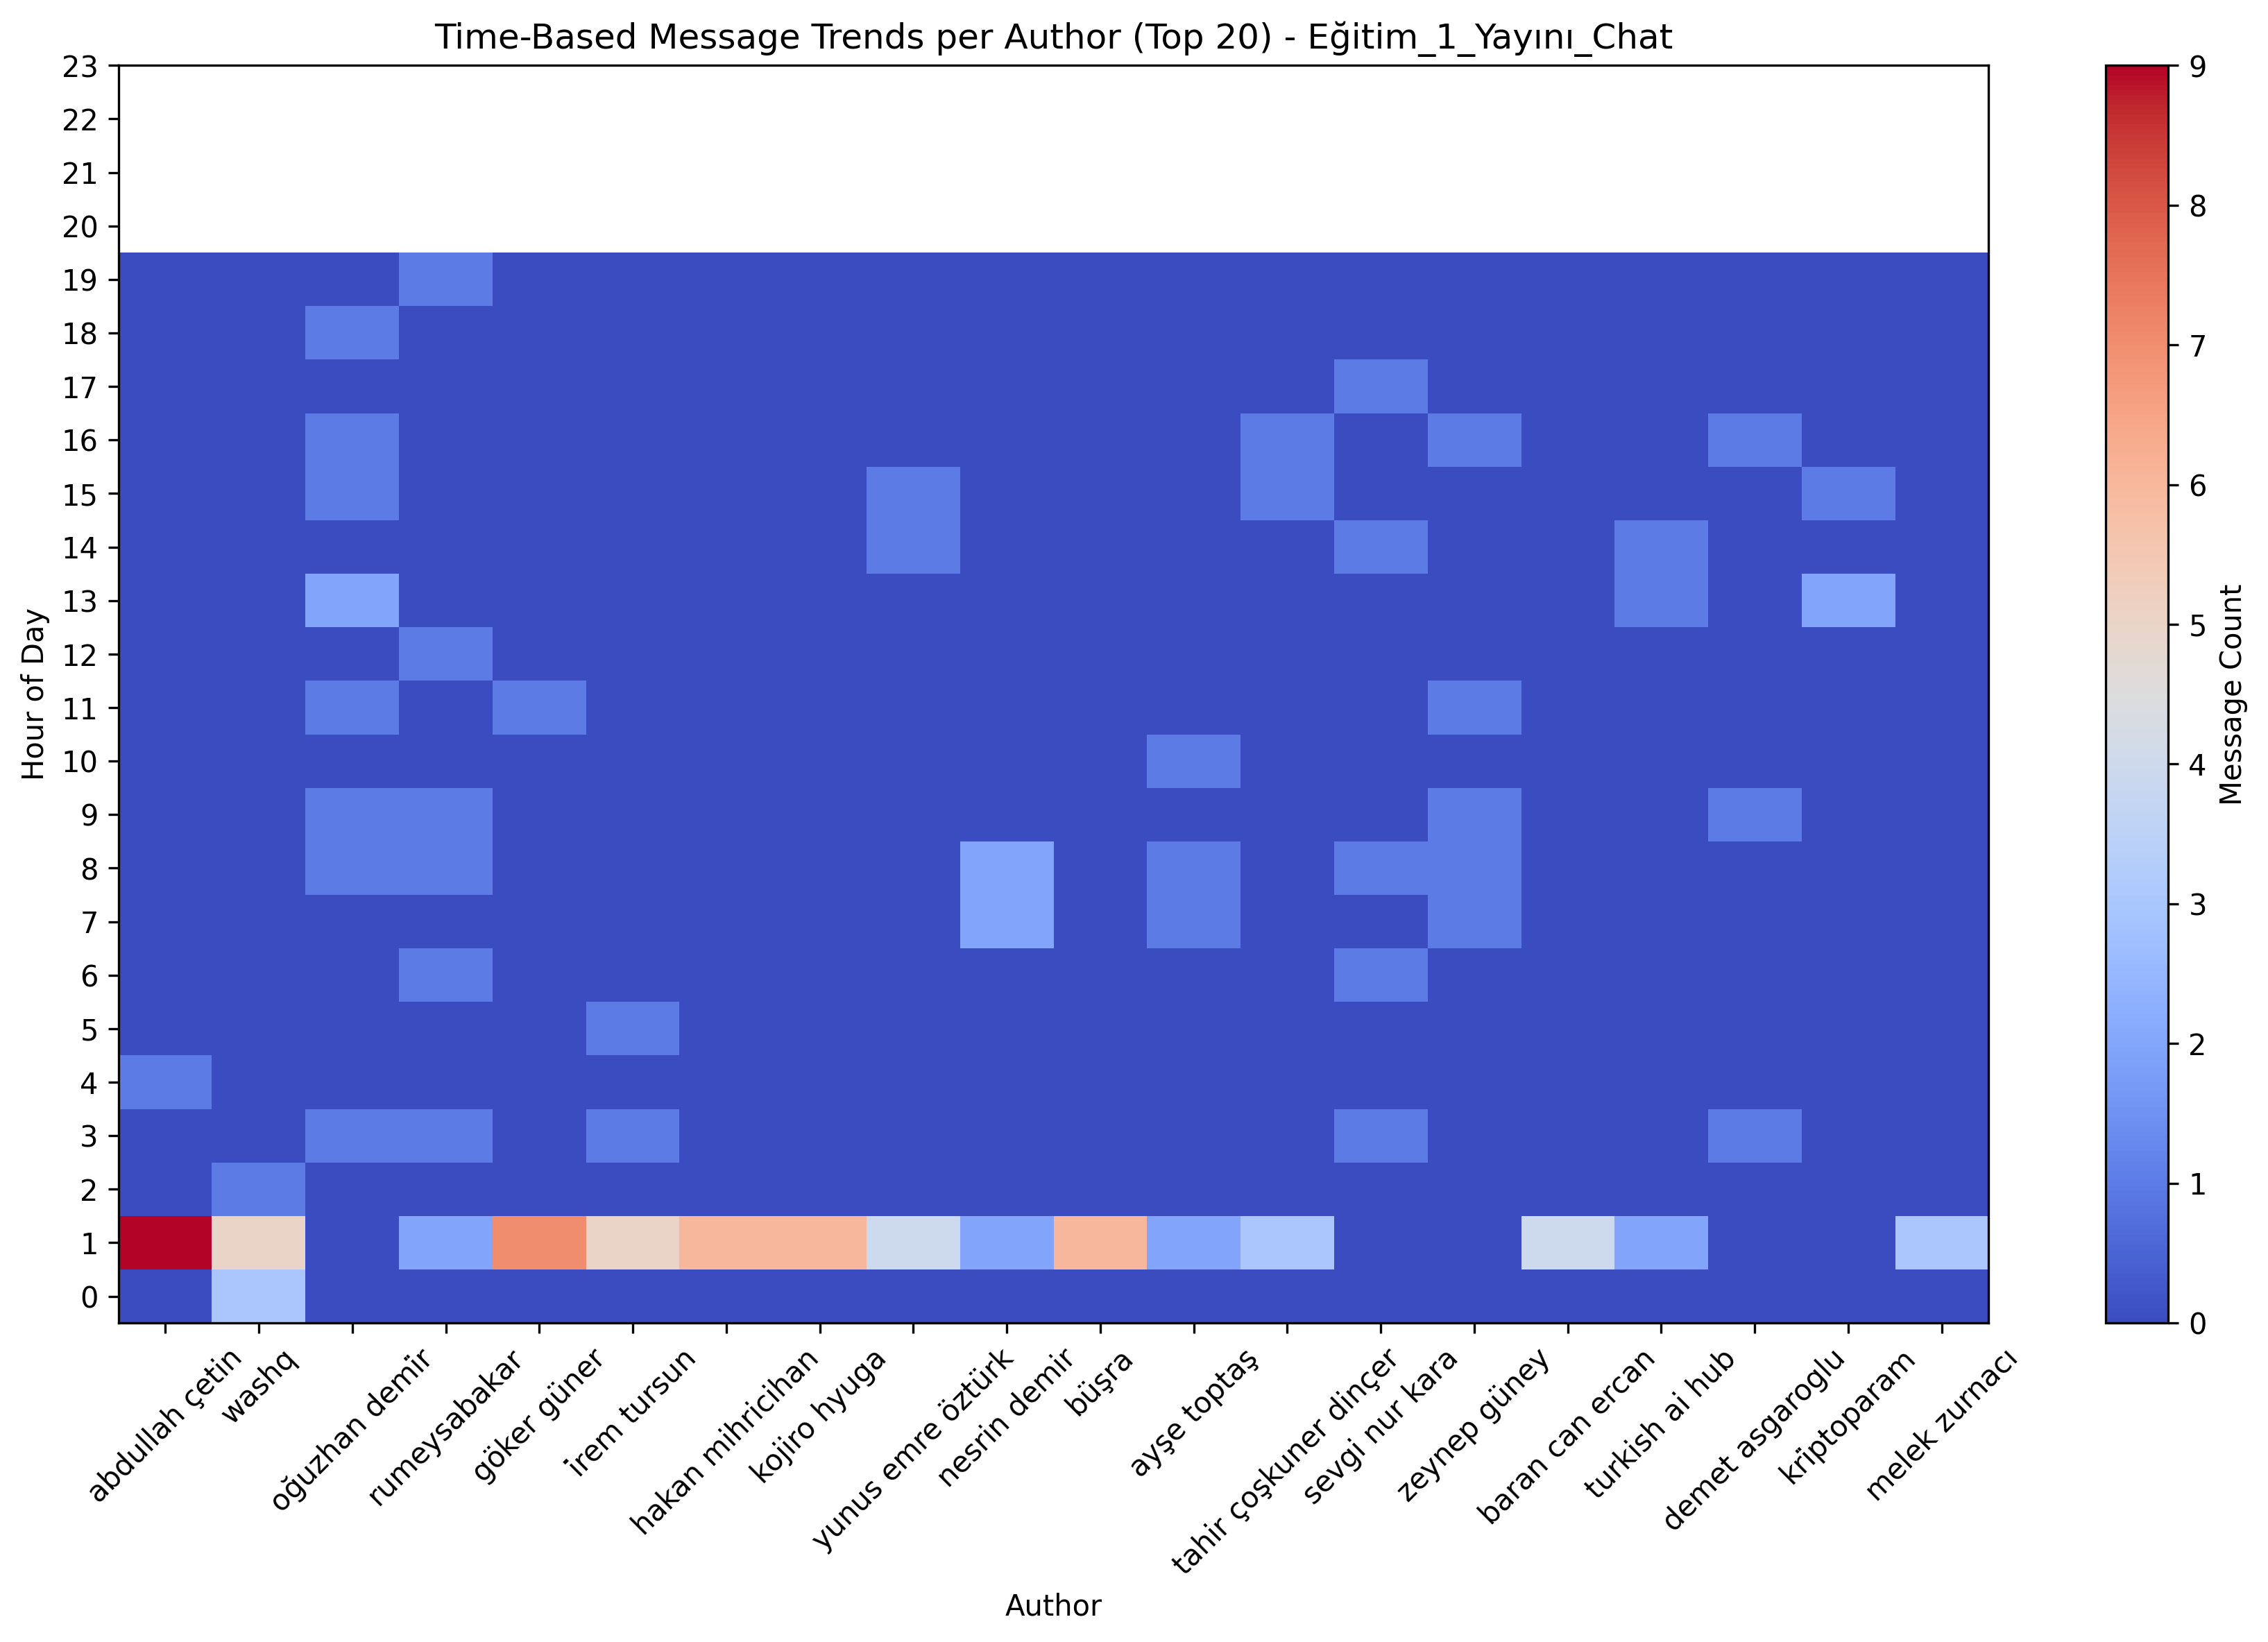 Time-Based Message Trends per Author (Top 20) - Eğitim_1_Yayını_Chat
Hour of Day
23
22
21
20
19
18
17
16
15
14
13
12
11
10
9
8
7
6
5
4
3
2
1
0
abdullah çetin
washq
oğuzhan demi̇r
rumeysabakar
göker güner
i̇rem tursun
hakan mihricihan
kojiro hyuga
yunus emre öztürk
nesrin demir
büşra
ayşe toptaş
tahir çoşkuner dinçer
sevgi nur kara
zeynep güney
baran can ercan
turkish ai hub
demet asgaroglu
kri̇ptoparam
melek zurnacı
Author
9
8
7
6
5
4
3
2
1
0
Message Count